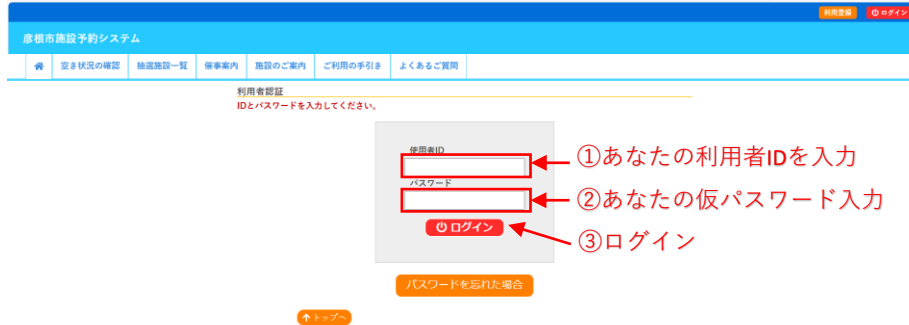 利用登録 ログイン
彦根市施設予約システム
空き状況の確認 抽選施設一覧 催事案内 施設のご案内 ご利用の手引き よくあるご質問
利用者認証
IDとパスワードを入力してください。
使用者ID
①あなたの利用者IDを入力
パスワード
②あなたの仮パスワード入力
ログイン
③ログイン
パスワードを忘れた場合
トップへ